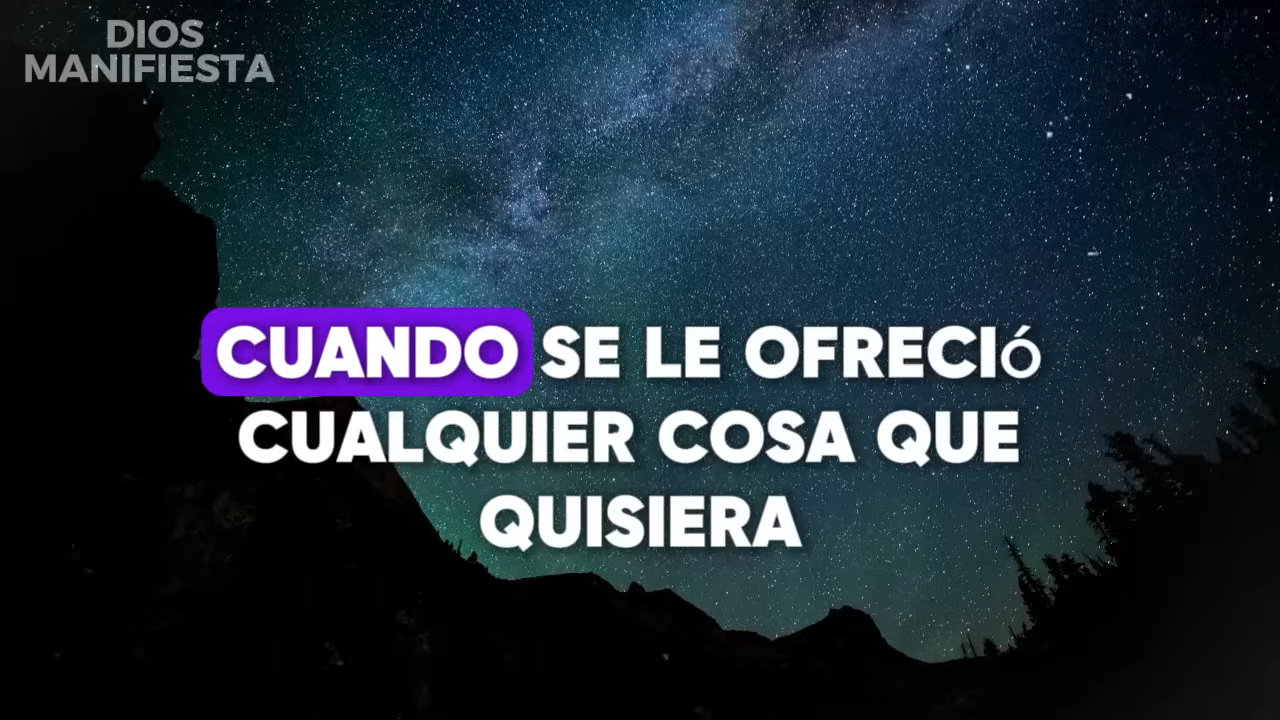 DIOS
MANIFIESTA
CUANDO SE LE OFRECIÓ
CUALQUIER COSA QUE
QUISIERA